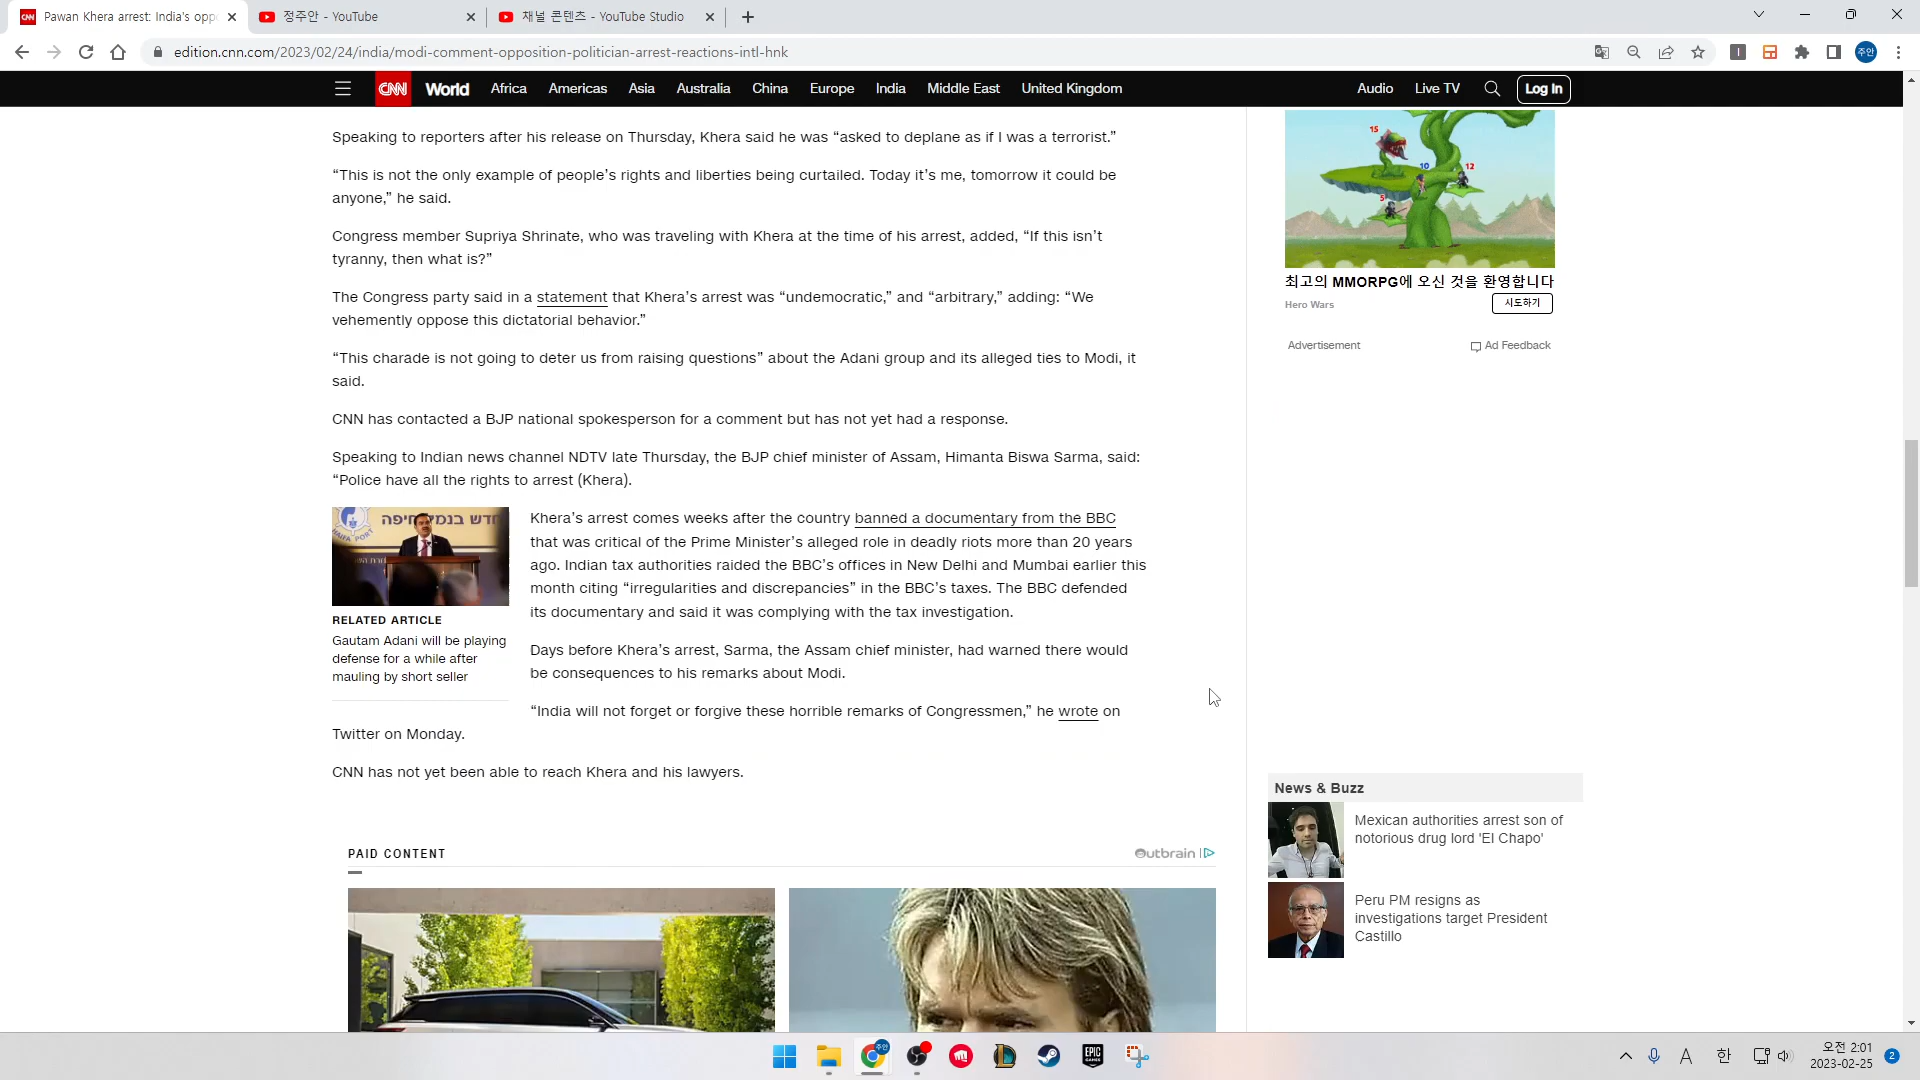 Pawan Khera arrest: India's opp
정주안 - YouTube
채널 콘텐츠 - YouTube Studio
edition.cnn.com/2023/02/24/india/modi-comment-opposition-politician-arrest-reactions-intl-hnk
주안
CNN World Africa Americas Asia Australia China Europe India Middle East United Kingdom Audio Live TV Log In
Speaking to reporters after his release on Thursday, Khera said he was “asked to deplane as if I was a terrorist.”
“This is not the only example of people’s rights and liberties being curtailed. Today it’s me, tomorrow it could be
anyone,” he said.
Congress member Supriya Shrinate, who was traveling with Khera at the time of his arrest, added, “If this isn’t
tyranny, then what is?”
The Congress party said in a statement that Khera’s arrest was “undemocratic,” and “arbitrary,” adding: “We
vehemently oppose this dictatorial behavior.”
“This charade is not going to deter us from raising questions” about the Adani group and its alleged ties to Modi, it
said.
CNN has contacted a BJP national spokesperson for a comment but has not yet had a response.
Speaking to Indian news channel NDTV late Thursday, the BJP chief minister of Assam, Himanta Biswa Sarma, said:
“Police have all the rights to arrest (Khera).
HAIFA PORT
RELATED ARTICLE
Gautam Adani will be playing
defense for a while after
mauling by short seller
Khera’s arrest comes weeks after the country banned a documentary from the BBC
that was critical of the Prime Minister’s alleged role in deadly riots more than 20 years
ago. Indian tax authorities raided the BBC’s offices in New Delhi and Mumbai earlier this
month citing “irregularities and discrepancies” in the BBC’s taxes. The BBC defended
its documentary and said it was complying with the tax investigation.
Days before Khera’s arrest, Sarma, the Assam chief minister, had warned there would
be consequences to his remarks about Modi.
“India will not forget or forgive these horrible remarks of Congressmen,” he wrote on
Twitter on Monday.
CNN has not yet been able to reach Khera and his lawyers.
PAID CONTENT
Outbrain
15
10
12
5
최고의 MMORPG에 오신 것을 환영합니다
Hero Wars
시도하기
Advertisement
Ad Feedback
News & Buzz
Mexican authorities arrest son of
notorious drug lord 'El Chapo'
Peru PM resigns as
investigations target President
Castillo
주안
EPIC
GAMES
A
한
오전 2:01
2023-02-25
2